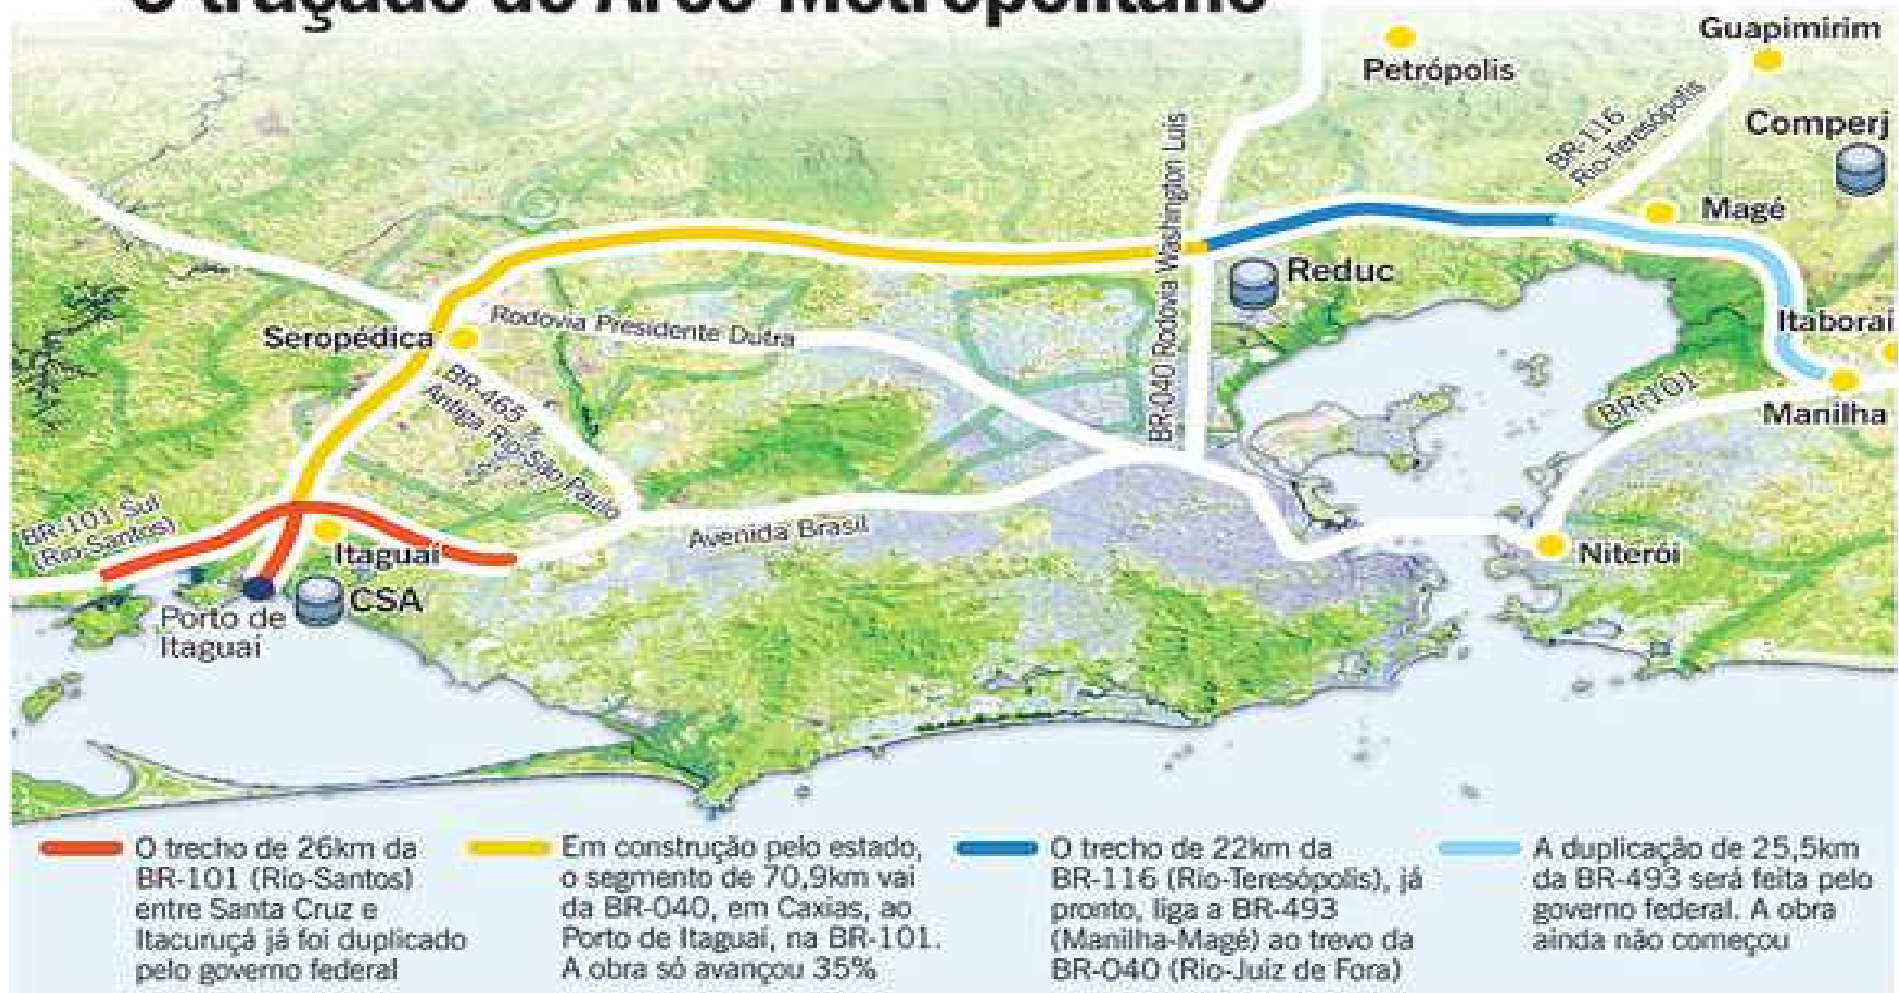 O traçado do Arco Metropolitano
Guapimirim
Petrópolis
BR-116
Rio-Teresópolis
Comperj
BR-040 Rodovia Washington Luis
Magé
Reduc
Itaboraí
Seropédica
Rodovia Presidente Dutra
BR-465
Antiga Rio-São Paulo
BR-101
Manilha
BR-101 Sul
(Rio-Santos)
Avenida Brasil
Itaguaí
Niterói
CSA
Porto de
Itaguaí
O trecho de 26km da
BR-101 (Rio-Santos)
entre Santa Cruz e
Itacuruçá já foi duplicado
pelo governo federal
Em construção pelo estado,
o segmento de 70,9km vai
da BR-040, em Caxias, ao
Porto de Itaguaí, na BR-101.
A obra só avançou 35%
O trecho de 22km da
BR-116 (Rio-Teresópolis), já
pronto, liga a BR-493
(Manilha-Magé) ao trevo da
BR-040 (Rio-Juiz de Fora)
A duplicação de 25,5km
da BR-493 será feita pelo
governo federal. A obra
ainda não começou